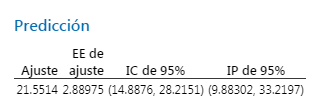 Predicción
EE de
Ajuste ajuste IC de 95% IP de 95%
21.5514 2.88975 (14.8876, 28.2151) (9.88302, 33.2197)